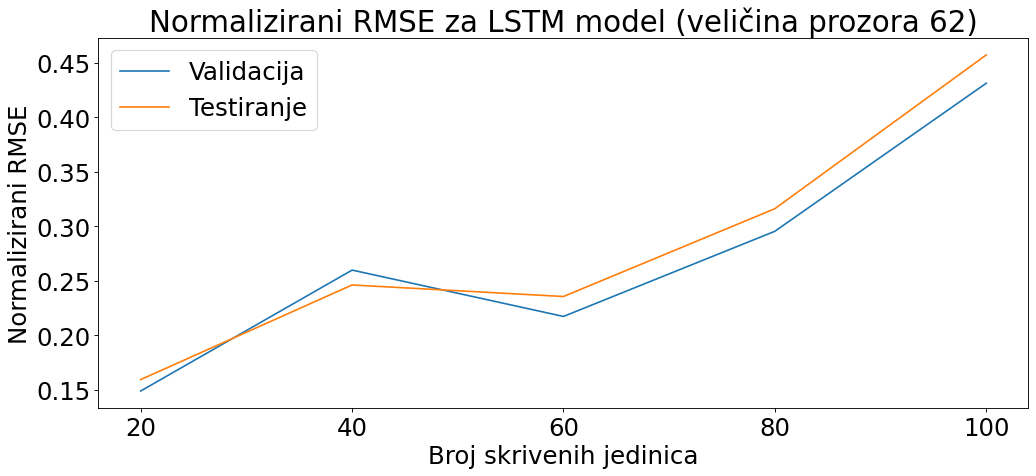 Normalizirani RMSE za LSTM model (veličina prozora 62)
Validacija
Testiranje
Normalizirani RMSE
0.45
0.40
0.35
0.30
0.25
0.20
0.15
20 40 60 80 100
Broj skrivenih jedinica